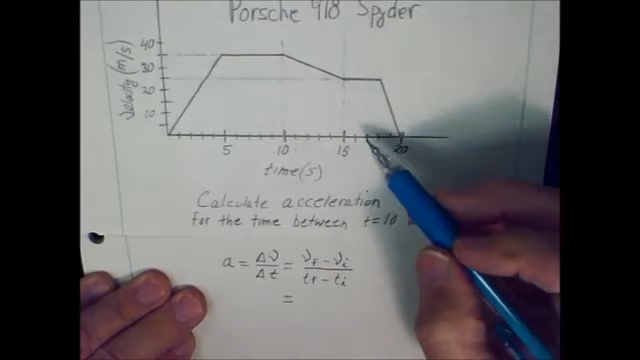 Porsche 918 Spyder
Velocity (m/s)
40
30
20
10
5
10
15
20
time(s)
Calculate acceleration
for the time between t=10
a = Δv/Δt = vf - vi / tf - ti
=